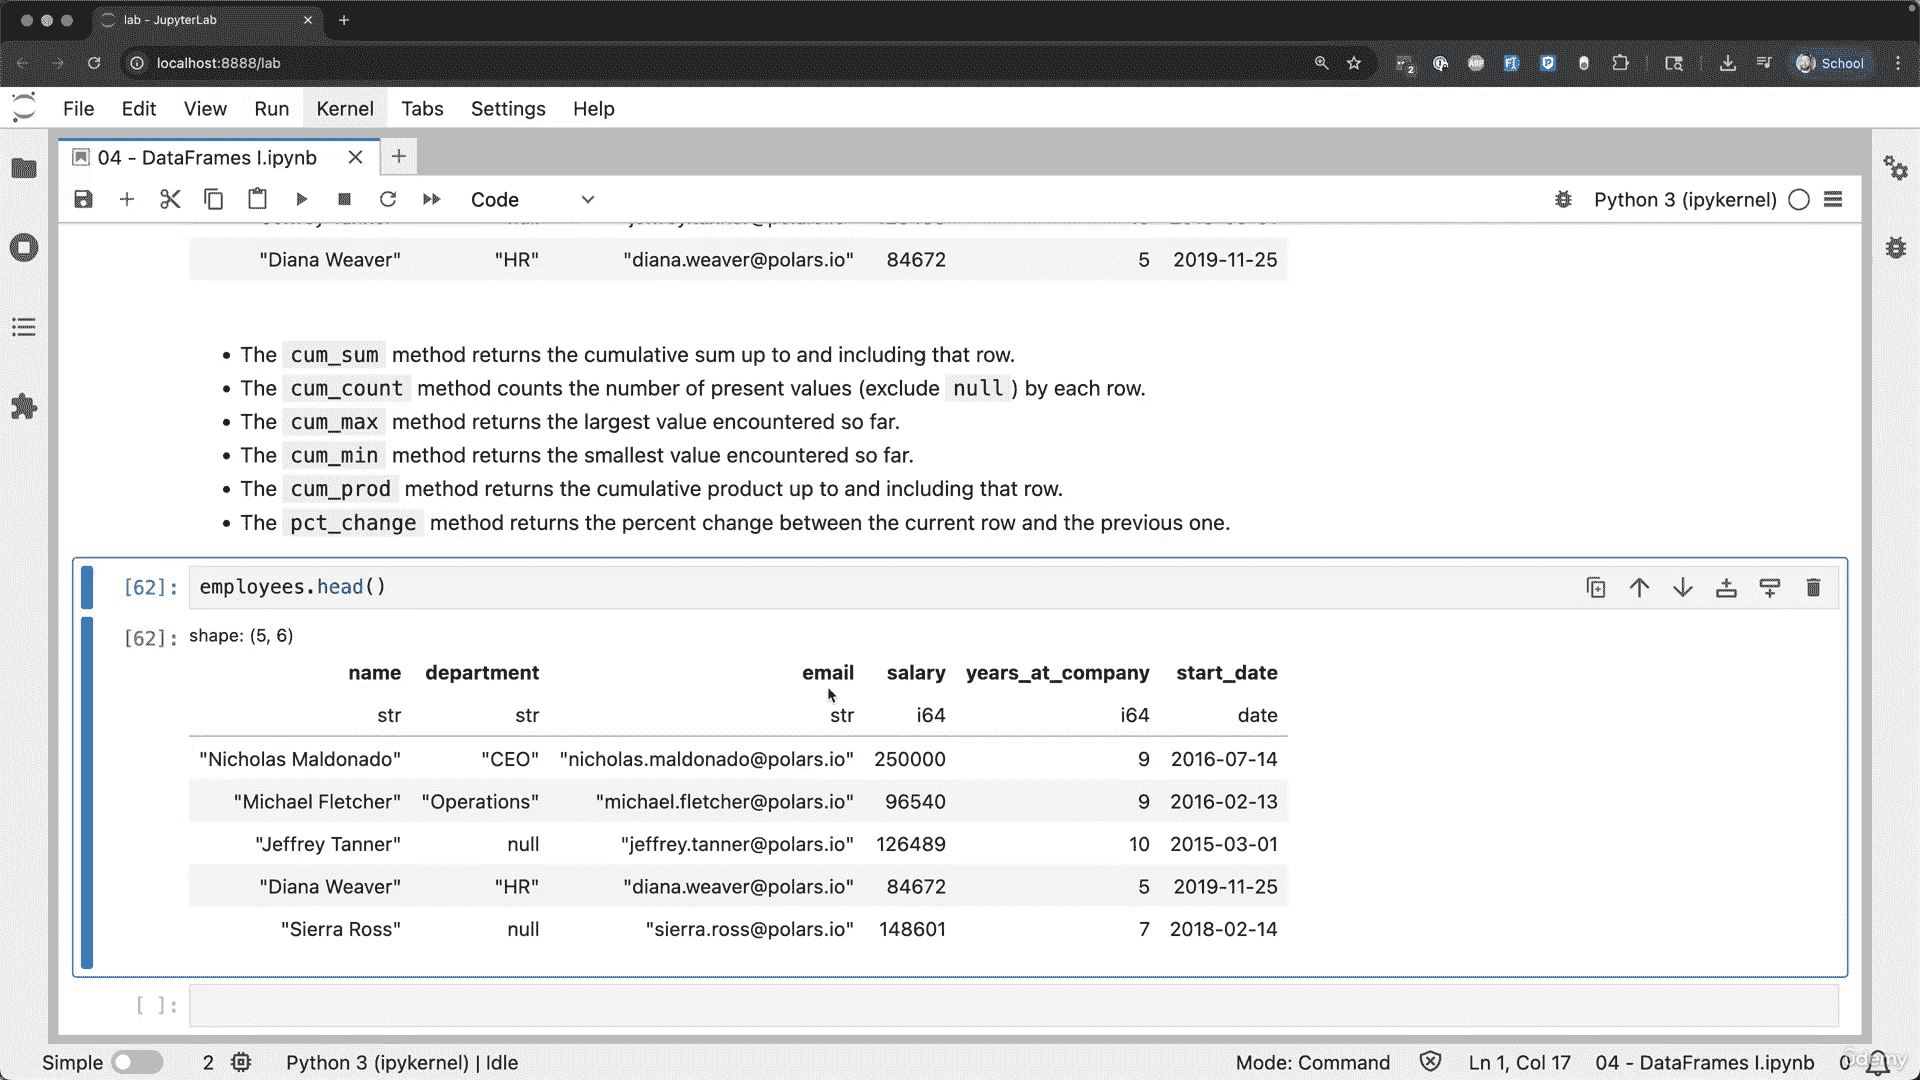 lab - JupyterLab
localhost:8888/lab
2
ABP
School
File Edit View Run Kernel Tabs Settings Help
04 - DataFrames I.ipynb
Code
Python 3 (ipykernel)
"Diana Weaver" "HR" "diana.weaver@polars.io" 84672 5 2019-11-25
• The cum_sum method returns the cumulative sum up to and including that row.
• The cum_count method counts the number of present values (exclude null ) by each row.
• The cum_max method returns the largest value encountered so far.
• The cum_min method returns the smallest value encountered so far.
• The cum_prod method returns the cumulative product up to and including that row.
• The pct_change method returns the percent change between the current row and the previous one.
[62]: employees.head()
[62]: shape: (5, 6)
name department email salary years_at_company start_date
str str str i64 i64 date
"Nicholas Maldonado" "CEO" "nicholas.maldonado@polars.io" 250000 9 2016-07-14
"Michael Fletcher" "Operations" "michael.fletcher@polars.io" 96540 9 2016-02-13
"Jeffrey Tanner" null "jeffrey.tanner@polars.io" 126489 10 2015-03-01
"Diana Weaver" "HR" "diana.weaver@polars.io" 84672 5 2019-11-25
"Sierra Ross" null "sierra.ross@polars.io" 148601 7 2018-02-14
[ ]:
Simple 2 Python 3 (ipykernel) | Idle Mode: Command Ln 1, Col 17 04 - DataFrames I.ipynb 0
Udemy